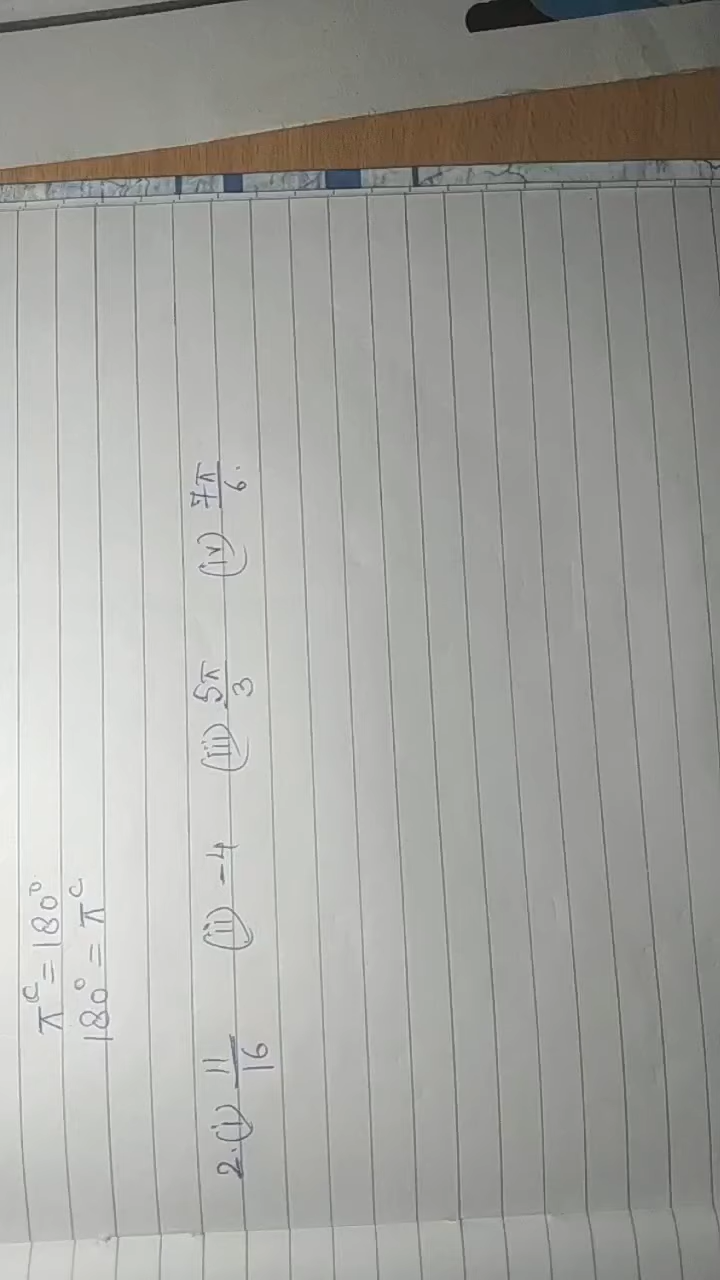 π^c = 180°
180° = π^c
2. (i) 11/16 (ii) -4 (iii) 5π/3 (iv) 7π/6.